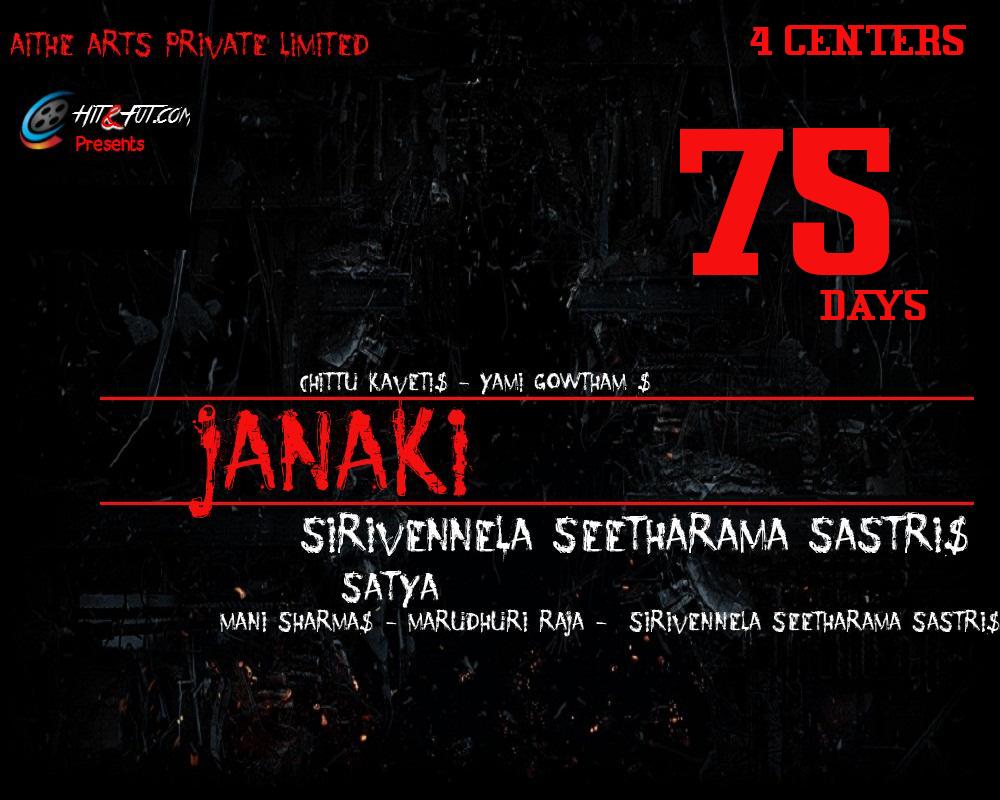 AITHE ARTS PRIVATE LIMITED
4 CENTERS
HIT&FUT.COM
Presents
75
DAYS
CHITTU KAVETI$ - YAMI GOWTHAM $
JANAKI
SIRIVENNELA SEETHARAMA SASTRI$
SATYA
MANI SHARMA$ - MARUDHURI RAJA - SIRIVENNELA SEETHARAMA SASTRI$